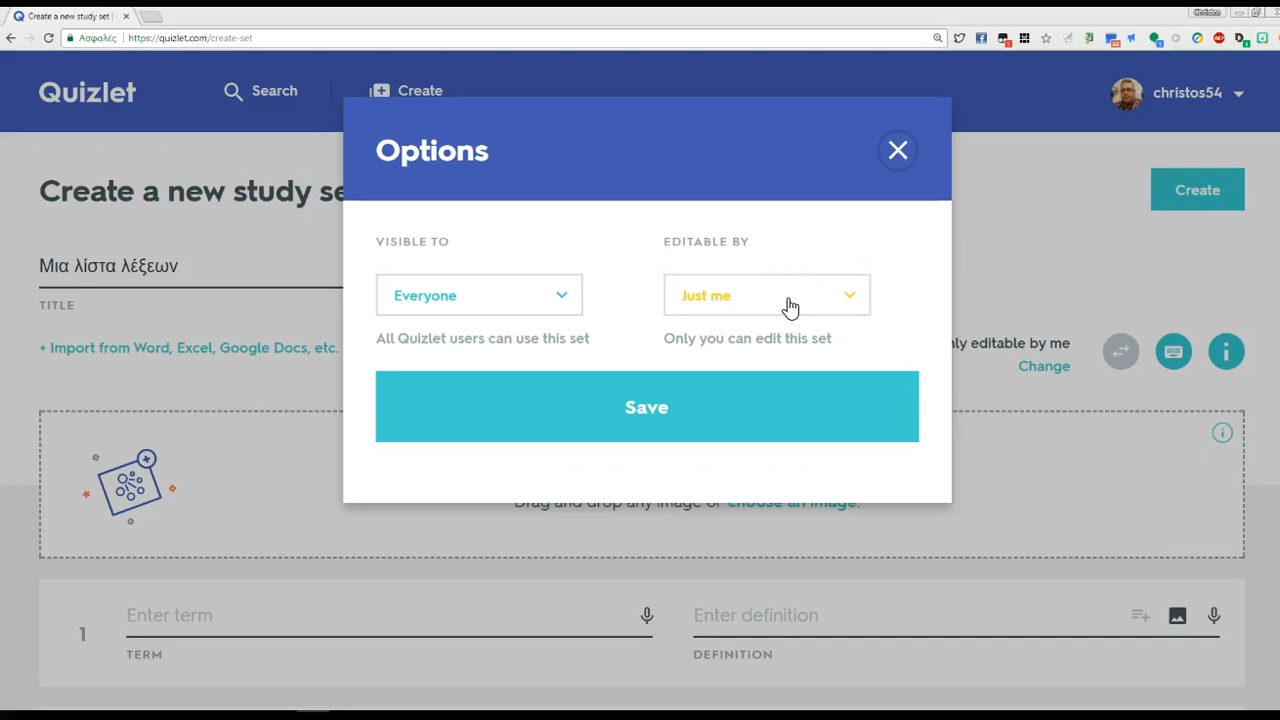 Create a new study set
Christos
Ασφαλές
https://quizlet.com/create-set
Quizlet
Search
Create
christos54
Options
Create a new study se
Create
VISIBLE TO
EDITABLE BY
Μια λίστα λέξεων
Everyone
Just me
TITLE
All Quizlet users can use this set
Only you can edit this set
+ Import from Word, Excel, Google Docs, etc.
nly editable by me
Change
Save
Drag and drop any image or choose an image.
1
Enter term
Enter definition
TERM
DEFINITION